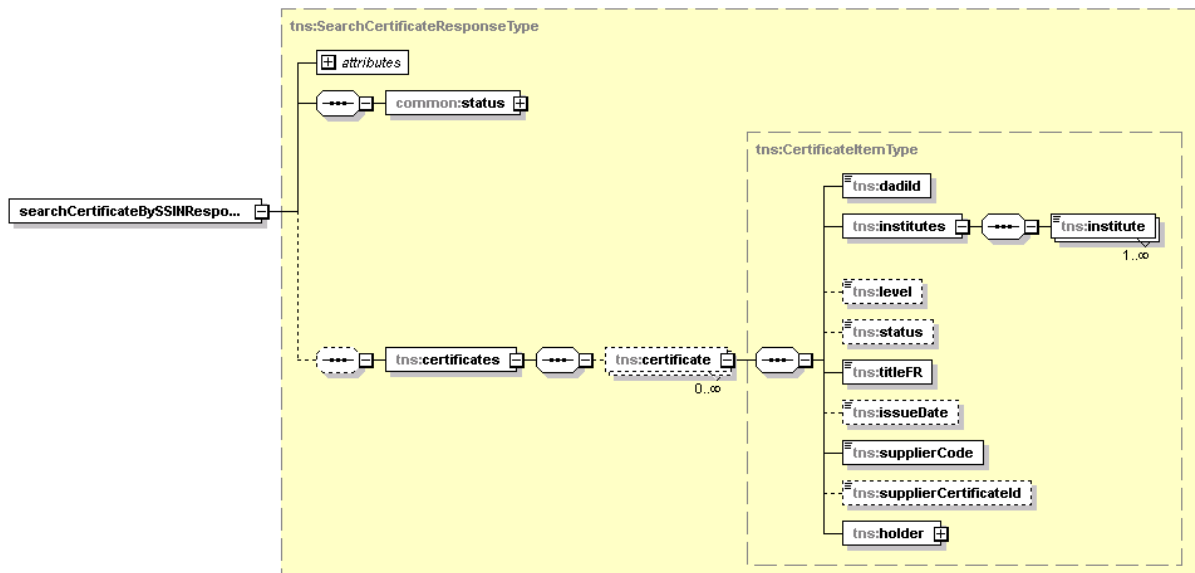 tns:SearchCertificateResponseType
attributes
common:status
tns:CertificateItemType
tns:dadiId
searchCertificateBySSINRespo...
tns:institutes
tns:institute
1..∞
tns:level
tns:status
tns:certificates
tns:certificate
0..∞
tns:titleFR
tns:issueDate
tns:supplierCode
tns:supplierCertificateId
tns:holder